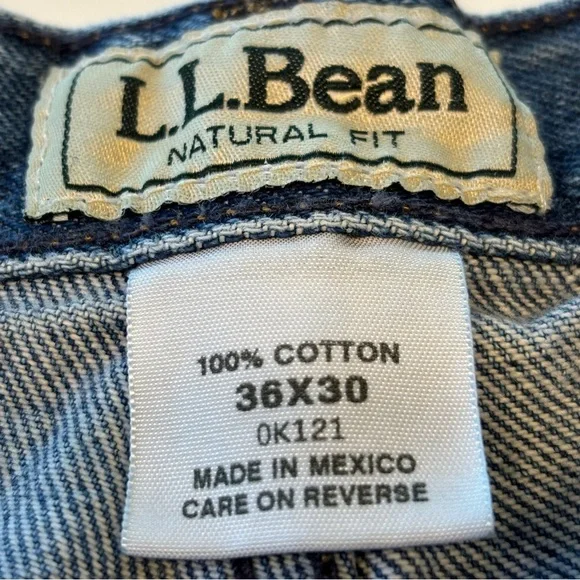 L.L.Bean
NATURAL FIT
100% COTTON
36X30
0K121
MADE IN MEXICO
CARE ON REVERSE